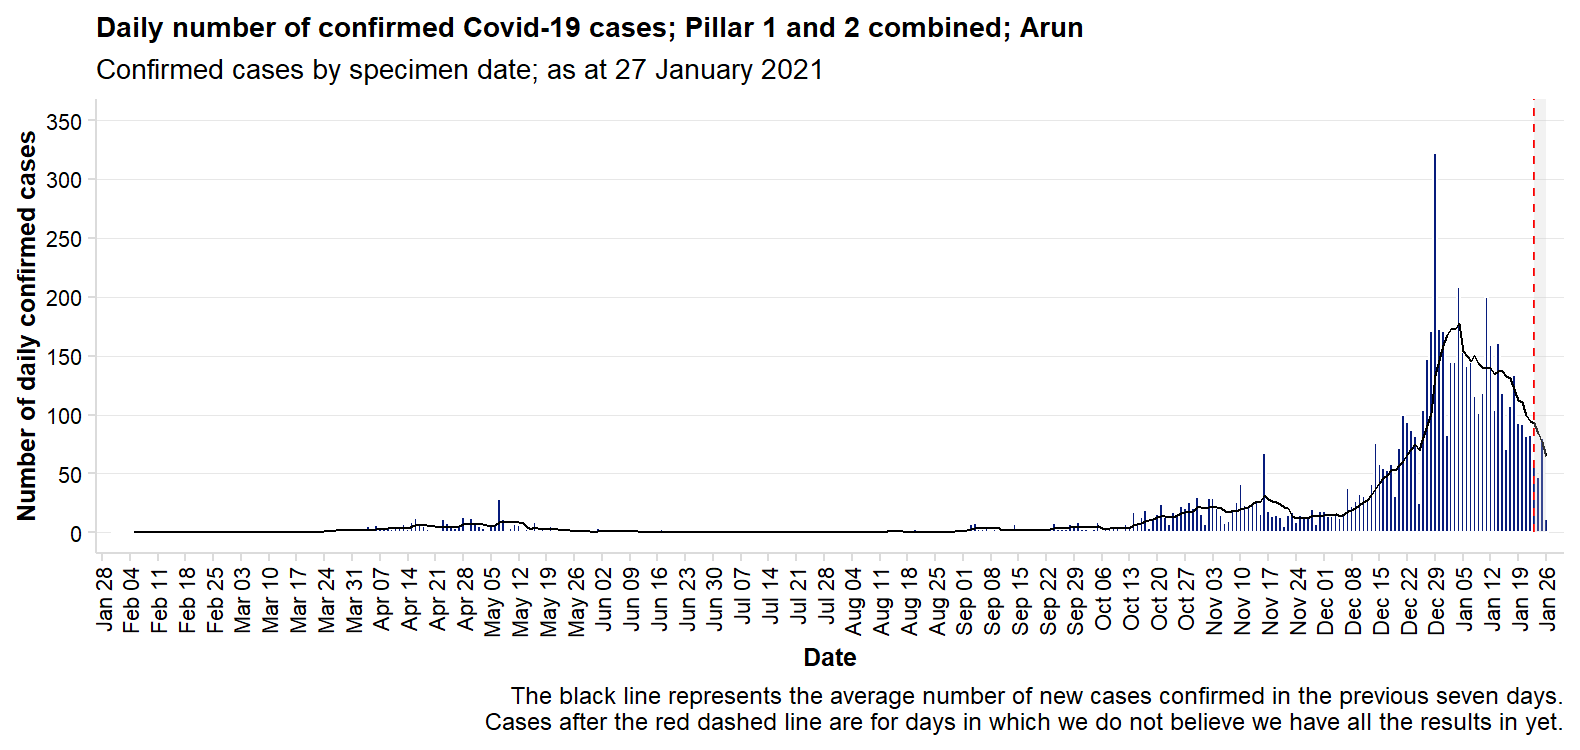 Daily number of confirmed Covid-19 cases; Pillar 1 and 2 combined; Arun
Confirmed cases by specimen date; as at 27 January 2021
Number of daily confirmed cases
350
300
250
200
150
100
50
0
Jan 28
Feb 04
Feb 11
Feb 18
Feb 25
Mar 03
Mar 10
Mar 17
Mar 24
Mar 31
Apr 07
Apr 14
Apr 21
Apr 28
May 05
May 12
May 19
May 26
Jun 02
Jun 09
Jun 16
Jun 23
Jun 30
Jul 07
Jul 14
Jul 21
Jul 28
Aug 04
Aug 11
Aug 18
Aug 25
Sep 01
Sep 08
Sep 15
Sep 22
Sep 29
Oct 06
Oct 13
Oct 20
Oct 27
Nov 03
Nov 10
Nov 17
Nov 24
Dec 01
Dec 08
Dec 15
Dec 22
Dec 29
Jan 05
Jan 12
Jan 19
Jan 26
Date
The black line represents the average number of new cases confirmed in the previous seven days.
Cases after the red dashed line are for days in which we do not believe we have all the results in yet.